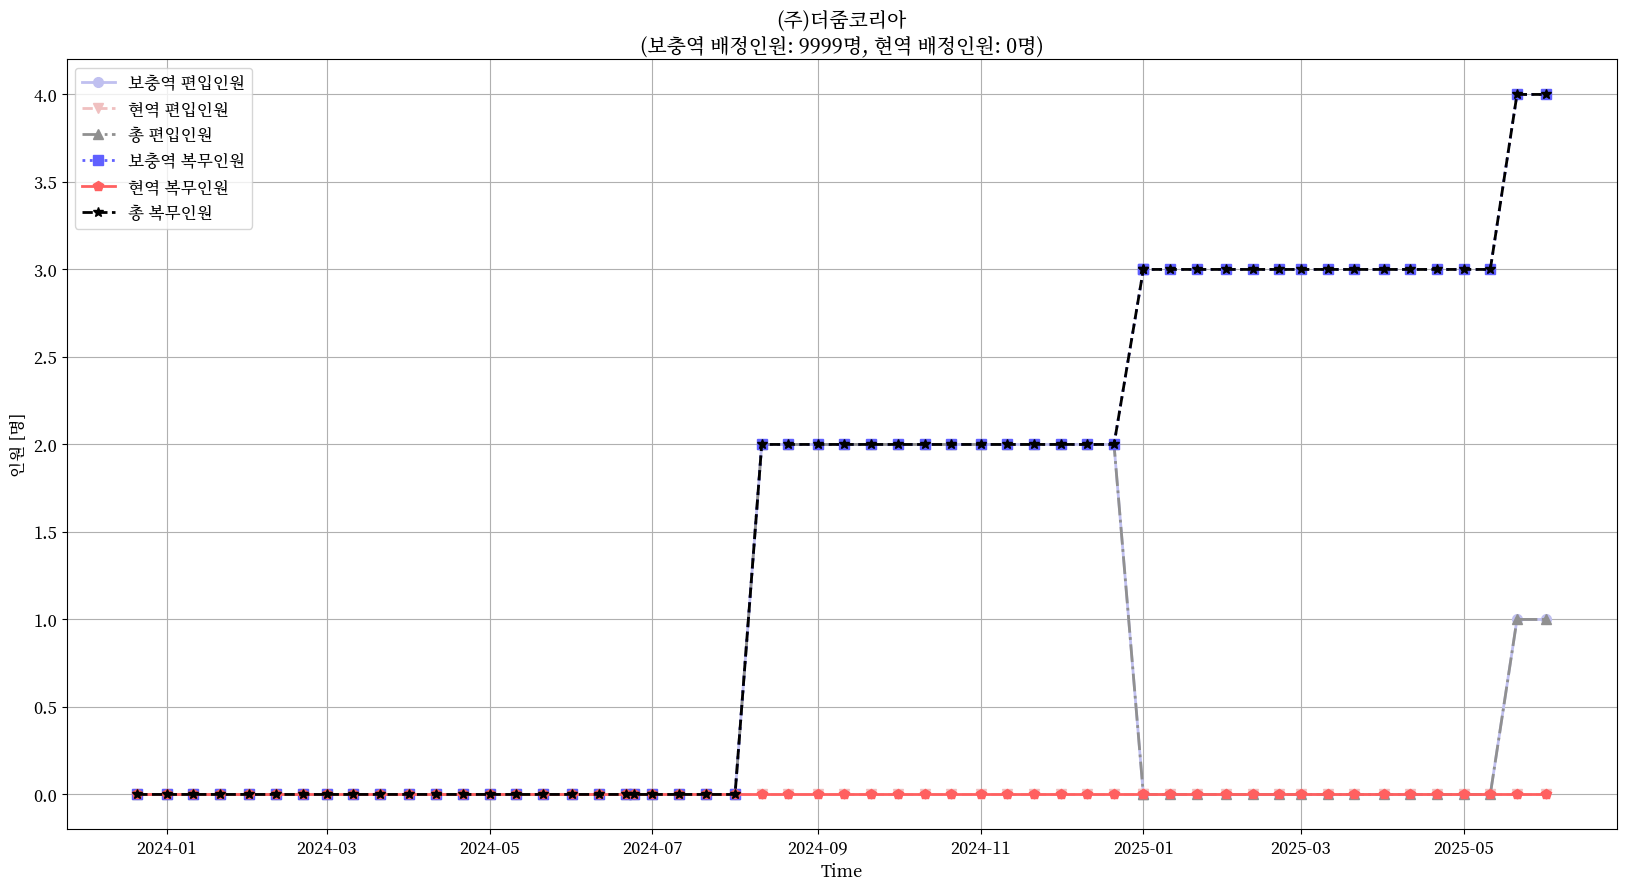 (주)더줌코리아
(보충역 배정인원: 9999명, 현역 배정인원: 0명)
보충역 편입인원
현역 편입인원
총 편입인원
보충역 복무인원
현역 복무인원
총 복무인원
4.0
3.5
3.0
2.5
2.0
1.5
1.0
0.5
0.0
인원 [명]
2024-01
2024-03
2024-05
2024-07
2024-09
2024-11
2025-01
2025-03
2025-05
Time